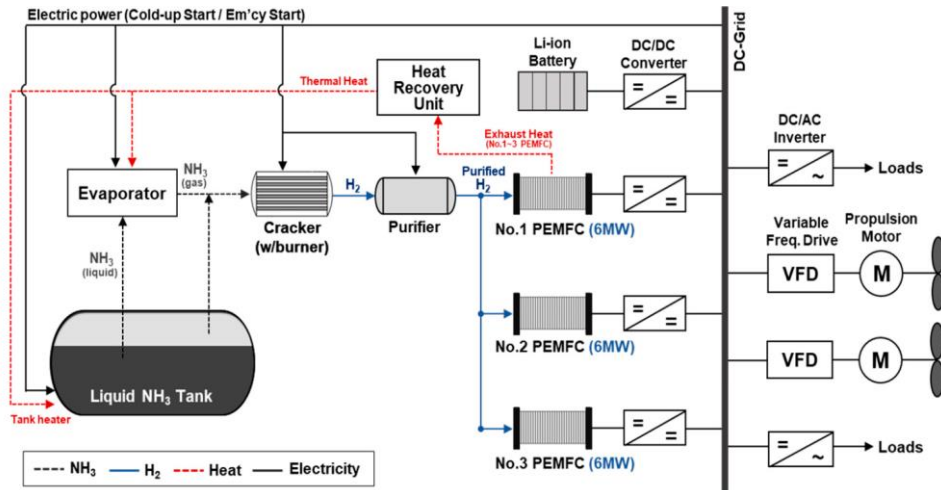 Electric power (Cold-up Start / Em'cy Start)
DC-Grid
Li-ion
Battery
DC/DC
Converter
Thermal Heat
Heat
Recovery
Unit
Exhaust Heat
(No.1~3 PEMFC)
DC/AC
Inverter
Loads
Evaporator
NH3
(gas)
H2
Purified
H2
Cracker
(w/burner)
Purifier
No.1 PEMFC (6MW)
NH3
(liquid)
Variable
Freq. Drive
Propulsion
Motor
VFD
M
No.2 PEMFC (6MW)
VFD
M
Liquid NH3 Tank
Tank heater
No.3 PEMFC (6MW)
Loads
NH3
H2
Heat
Electricity